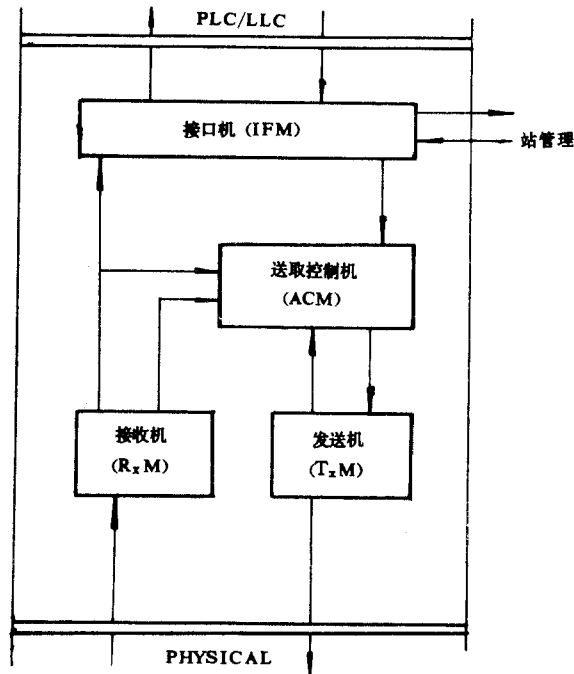 PLC/LLC
接口机 (IFM)
站管理
送取控制机
(ACM)
接收机
(RxM)
发送机
(TxM)
PHYSICAL